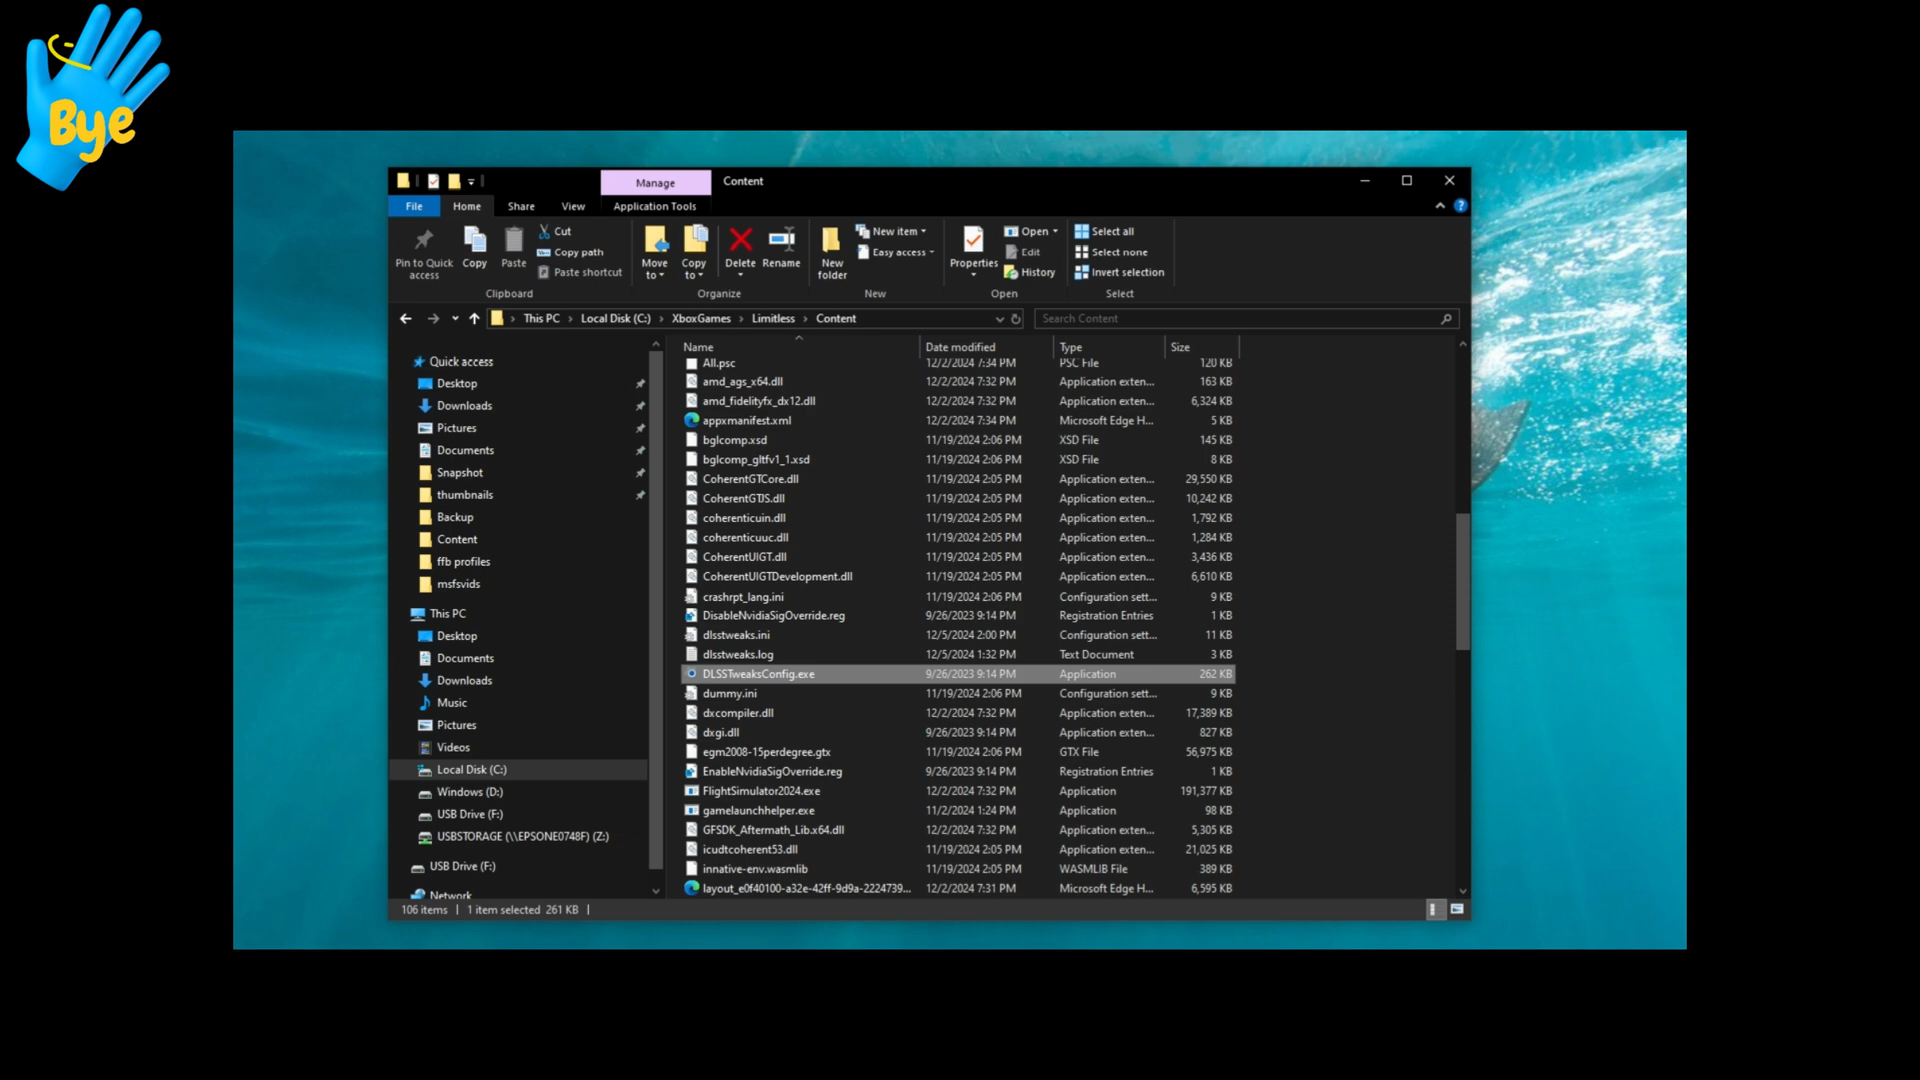 Bye
Manage
Content
File
Home
Share
View
Application Tools
Pin to Quick access
Copy
Paste
Cut
Copy path
Paste shortcut
Move to
Copy to
Delete
Rename
New folder
New item
Easy access
Properties
Open
Edit
History
Select all
Select none
Invert selection
Clipboard
Organize
New
Open
Select
This PC > Local Disk (C:) > XboxGames > Limitless > Content
Search Content
Quick access
Desktop
Downloads
Pictures
Documents
Snapshot
thumbnails
Backup
Content
ffb profiles
msfsvids
This PC
Desktop
Documents
Downloads
Music
Pictures
Videos
Local Disk (C:)
Windows (D:)
USB Drive (F:)
USBSTORAGE (\\EPSONE0748F) (Z:)
USB Drive (F:)
Network
Name Date modified Type Size
All.psc 12/2/2024 7:34 PM PSC File 120 KB
amd_ags_x64.dll 12/2/2024 7:32 PM Application exten... 163 KB
amd_fidelityfx_dx12.dll 12/2/2024 7:32 PM Application exten... 6,324 KB
appxmanifest.xml 12/2/2024 7:34 PM Microsoft Edge H... 5 KB
bglcomp.xsd 11/19/2024 2:06 PM XSD File 145 KB
bglcomp_gltfv1_1.xsd 11/19/2024 2:06 PM XSD File 8 KB
CoherentGTCore.dll 11/19/2024 2:05 PM Application exten... 29,550 KB
CoherentGTJS.dll 11/19/2024 2:05 PM Application exten... 10,242 KB
coherenticuin.dll 11/19/2024 2:05 PM Application exten... 1,792 KB
coherenticuuc.dll 11/19/2024 2:05 PM Application exten... 1,284 KB
CoherentUIGT.dll 11/19/2024 2:05 PM Application exten... 3,436 KB
CoherentUIGTDevelopment.dll 11/19/2024 2:05 PM Application exten... 6,610 KB
crashrpt_lang.ini 11/19/2024 2:06 PM Configuration sett... 9 KB
DisableNvidiaSigOverride.reg 9/26/2023 9:14 PM Registration Entries 1 KB
dlsstweaks.ini 12/5/2024 2:00 PM Configuration sett... 11 KB
dlsstweaks.log 12/5/2024 1:32 PM Text Document 3 KB
DLSSTweaksConfig.exe 9/26/2023 9:14 PM Application 262 KB
dummy.ini 11/19/2024 2:06 PM Configuration sett... 9 KB
dxcompiler.dll 12/2/2024 7:32 PM Application exten... 17,389 KB
dxgi.dll 9/26/2023 9:14 PM Application exten... 827 KB
egm2008-15perdegree.gtx 11/19/2024 2:06 PM GTX File 56,975 KB
EnableNvidiaSigOverride.reg 9/26/2023 9:14 PM Registration Entries 1 KB
FlightSimulator2024.exe 12/2/2024 7:32 PM Application 191,377 KB
gamelaunchhelper.exe 11/2/2024 1:24 PM Application 98 KB
GFSDK_Aftermath_Lib.x64.dll 12/2/2024 7:32 PM Application exten... 5,305 KB
icudtcoherent53.dll 11/19/2024 2:05 PM Application exten... 21,025 KB
innative-env.wasmlib 11/19/2024 2:05 PM WASMLIB File 389 KB
layout_e0f40100-a32e-42ff-9d9a-2224739... 12/2/2024 7:31 PM Microsoft Edge H... 6,595 KB
106 items | 1 item selected 261 KB |